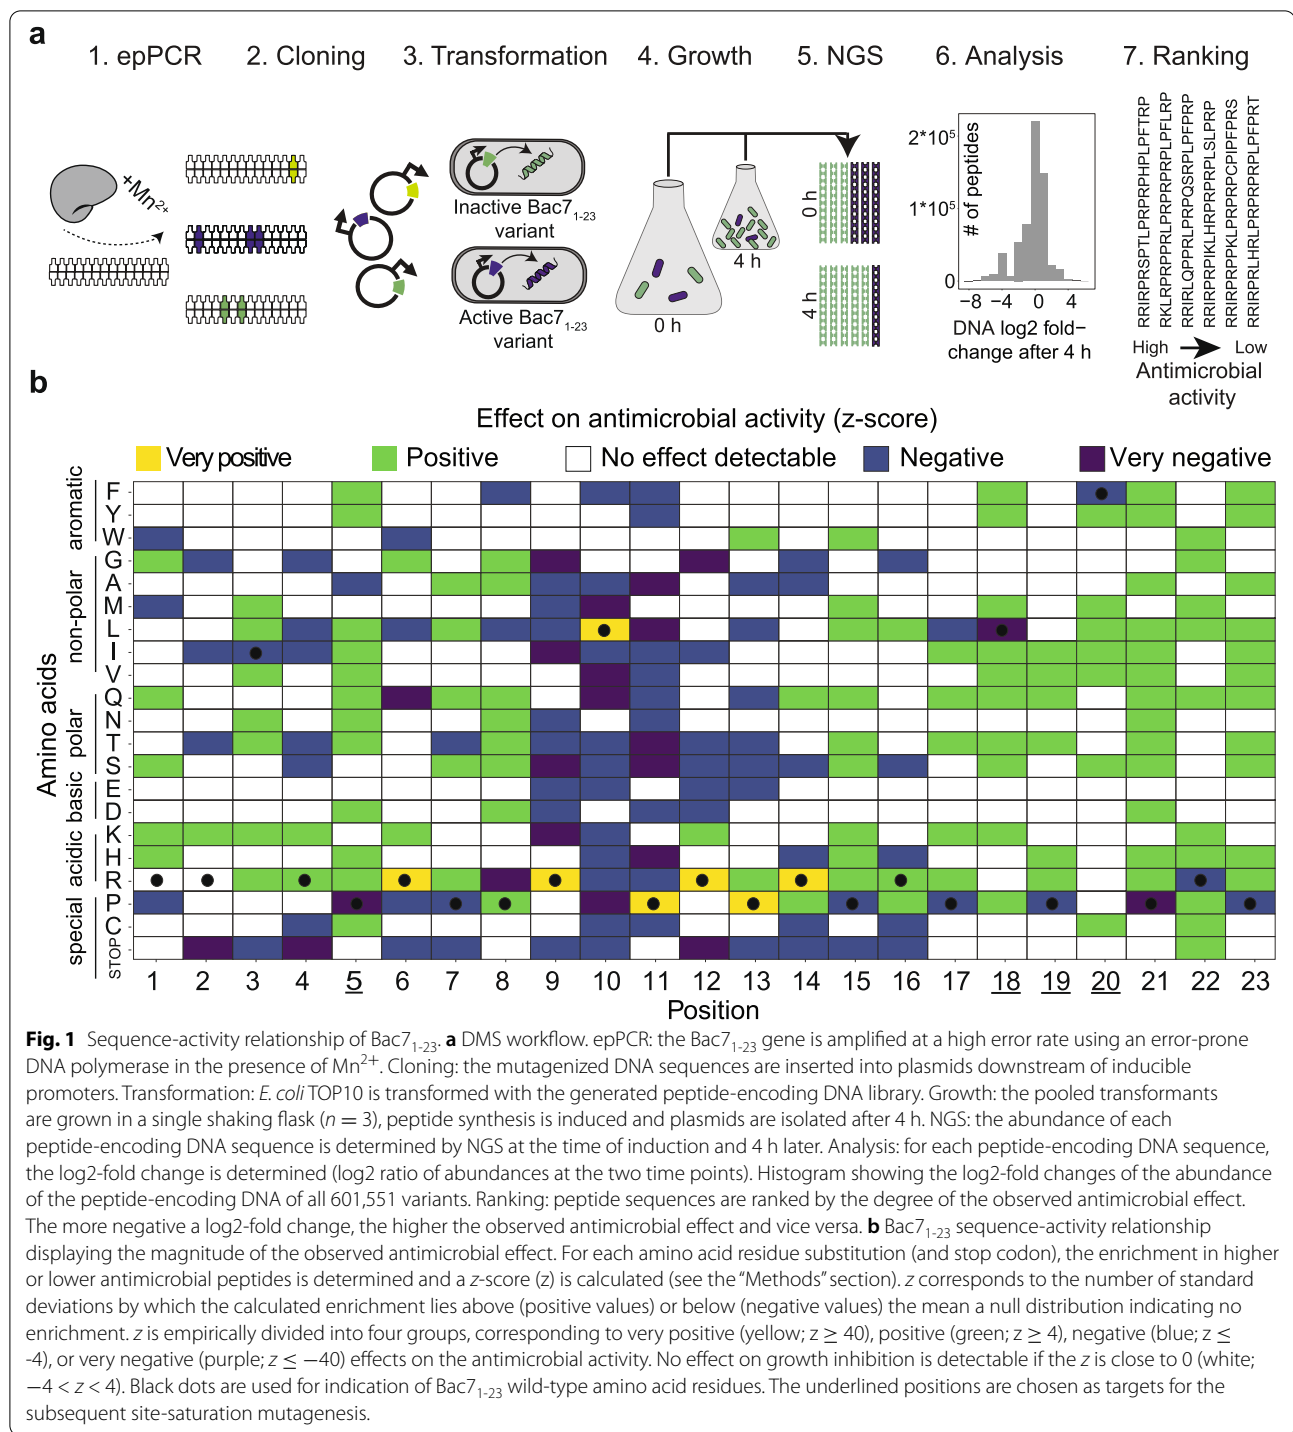 a
1. epPCR 2. Cloning 3. Transformation 4. Growth 5. NGS 6. Analysis 7. Ranking
+Mn2+
Inactive Bac71-23
variant
Active Bac71-23
variant
0 h
4 h
0 h
4 h
# of peptides
2*10^5
1*10^5
0
−8 −4 0 4
DNA log2 fold−
change after 4 h
RRIRPRSPTLPRPRPHPLPFTRP
RKLRPRPPRLPRPRPRPLPFLRP
RRIRLQPPRLPRPQSRPLPFPRP
RRIRPRPIKLHRPRPRPLSLPRP
RRIRPRPPKLPRPRPCPIPFPRS
RRIRPRLHRLPRPRPRPLPFPRT
High Low
Antimicrobial
activity
b
Effect on antimicrobial activity (z-score)
Very positive Positive No effect detectable Negative Very negative
Amino acids
aromatic
non-polar
polar
basic
acidic
special
F
Y
W
G
A
M
L
I
V
Q
N
T
S
E
D
K
H
R
P
C
STOP
1 2 3 4 5 6 7 8 9 10 11 12 13 14 15 16 17 18 19 20 21 22 23
Position
Fig. 1 Sequence-activity relationship of Bac71-23. a DMS workflow. epPCR: the Bac71-23 gene is amplified at a high error rate using an error-prone
DNA polymerase in the presence of Mn2+. Cloning: the mutagenized DNA sequences are inserted into plasmids downstream of inducible
promoters. Transformation: E. coli TOP10 is transformed with the generated peptide-encoding DNA library. Growth: the pooled transformants
are grown in a single shaking flask (n = 3), peptide synthesis is induced and plasmids are isolated after 4 h. NGS: the abundance of each
peptide-encoding DNA sequence is determined by NGS at the time of induction and 4 h later. Analysis: for each peptide-encoding DNA sequence,
the log2-fold change is determined (log2 ratio of abundances at the two time points). Histogram showing the log2-fold changes of the abundance
of the peptide-encoding DNA of all 601,551 variants. Ranking: peptide sequences are ranked by the degree of the observed antimicrobial effect.
The more negative a log2-fold change, the higher the observed antimicrobial effect and vice versa. b Bac71-23 sequence-activity relationship
displaying the magnitude of the observed antimicrobial effect. For each amino acid residue substitution (and stop codon), the enrichment in higher
or lower antimicrobial peptides is determined and a z-score (z) is calculated (see the "Methods" section). z corresponds to the number of standard
deviations by which the calculated enrichment lies above (positive values) or below (negative values) the mean a null distribution indicating no
enrichment. z is empirically divided into four groups, corresponding to very positive (yellow; z ≥ 40), positive (green; z ≥ 4), negative (blue; z ≤
-4), or very negative (purple; z ≤ −40) effects on the antimicrobial activity. No effect on growth inhibition is detectable if the z is close to 0 (white;
−4 < z < 4). Black dots are used for indication of Bac71-23 wild-type amino acid residues. The underlined positions are chosen as targets for the
subsequent site-saturation mutagenesis.